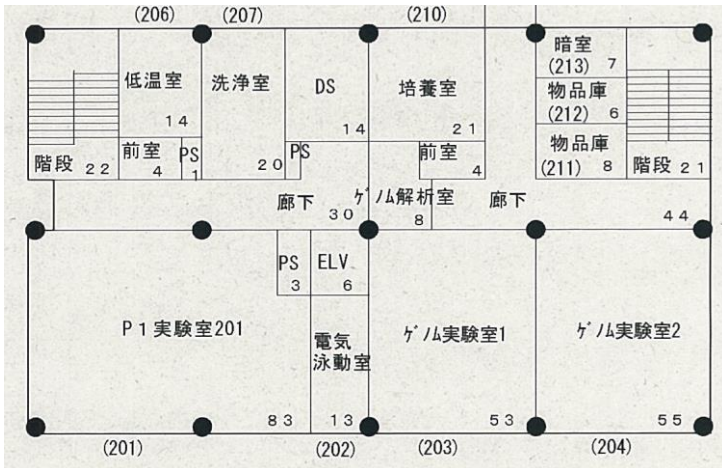 (206)
(207)
(210)
低温室
14
洗浄室
20
DS
14
培養室
21
暗室
(213) 7
物品庫
(212) 6
物品庫
(211) 8
階段 22
前室
4
PS
1
PS
前室
4
階段 21
廊下
30
ゲノム解析室
8
廊下
44
PS
3
ELV
6
P1実験室201
83
電気
泳動室
13
ゲノム実験室1
53
ゲノム実験室2
55
(201)
(202)
(203)
(204)